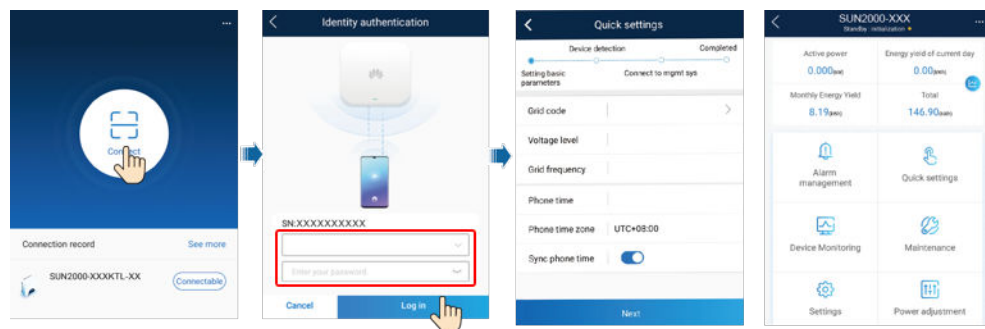 Connect
Connection record
See more
SUN2000-XXXKTL-XX
Connectable
Identity authentication
SN:XXXXXXXXXX
Enter your password
Cancel
Log in
Quick settings
Device detection
Completed
Setting basic
parameters
Connect to mgmt sys
Grid code
Voltage level
Grid frequency
Phone time
Phone time zone
UTC+08:00
Sync phone time
Next
SUN2000-XXX
Standby : initialization
Active power
Energy yield of current day
0.000(kW)
0.00(kWh)
Monthly Energy Yield
Total
8.19(kWh)
146.90(kWh)
Alarm
management
Quick settings
Device Monitoring
Maintenance
Settings
Power adjustment